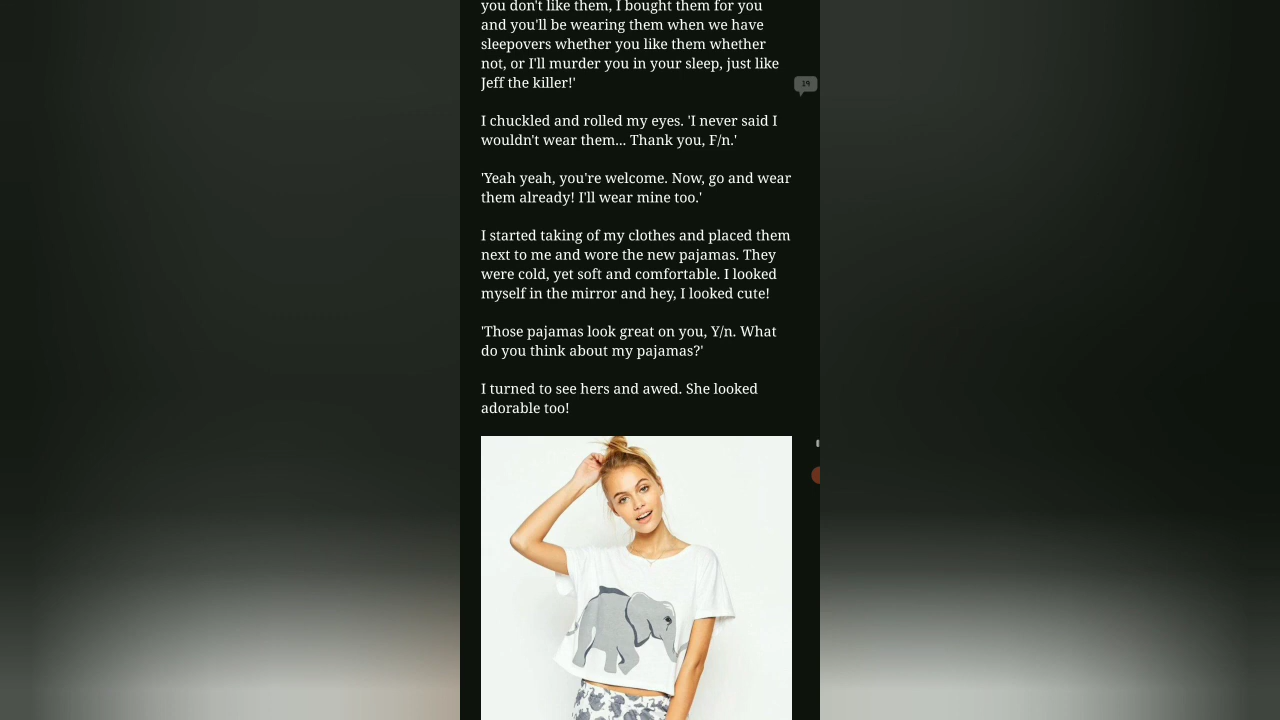 you don't like them, I bought them for you
and you'll be wearing them when we have
sleepovers whether you like them whether
not, or I'll murder you in your sleep, just like
Jeff the killer!'
19
I chuckled and rolled my eyes. 'I never said I
wouldn't wear them... Thank you, F/n.'
'Yeah yeah, you're welcome. Now, go and wear
them already! I'll wear mine too.'
I started taking of my clothes and placed them
next to me and wore the new pajamas. They
were cold, yet soft and comfortable. I looked
myself in the mirror and hey, I looked cute!
'Those pajamas look great on you, Y/n. What
do you think about my pajamas?'
I turned to see hers and awed. She looked
adorable too!